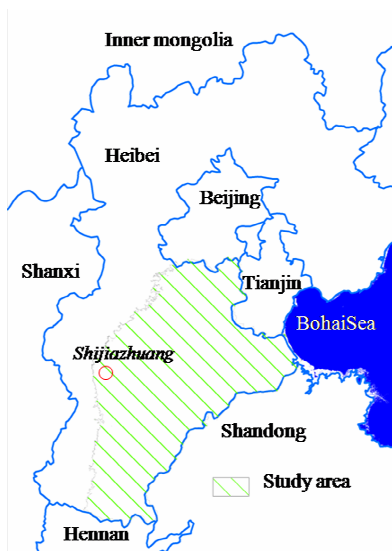 Inner mongolia
Heibei
Beijing
Shanxi
Tianjin
BohaiSea
Shijiazhuang
Shandong
Study area
Hennan